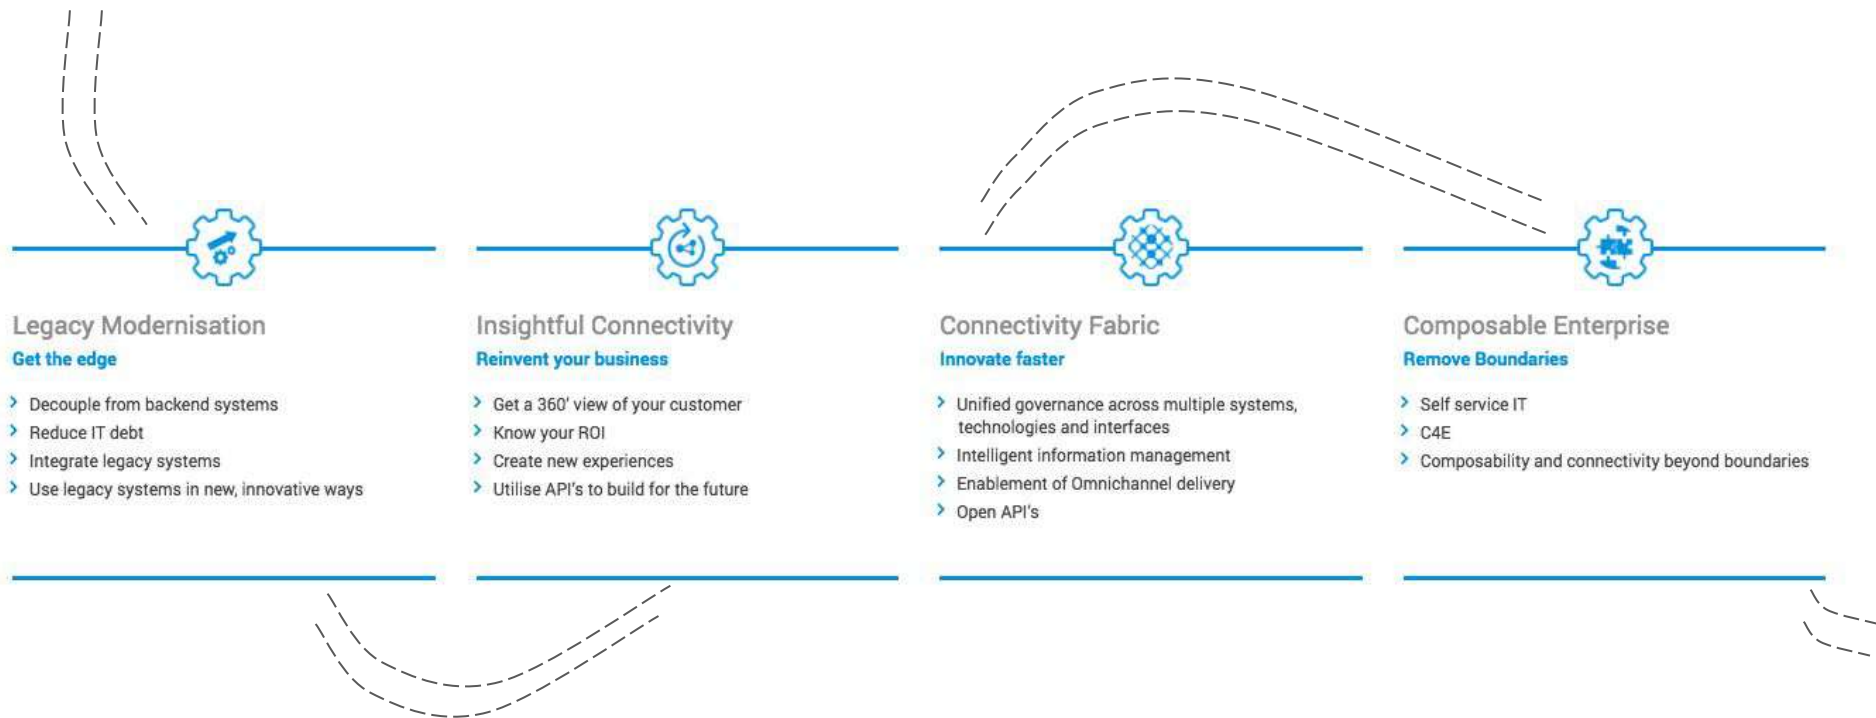 Legacy Modernisation
Get the edge
Decouple from backend systems
Reduce IT debt
Integrate legacy systems
Use legacy systems in new, innovative ways
Insightful Connectivity
Reinvent your business
Get a 360' view of your customer
Know your ROI
Create new experiences
Utilise API's to build for the future
Connectivity Fabric
Innovate faster
Unified governance across multiple systems,
technologies and interfaces
Intelligent information management
Enablement of Omnichannel delivery
Open API's
Composable Enterprise
Remove Boundaries
Self service IT
C4E
Composability and connectivity beyond boundaries